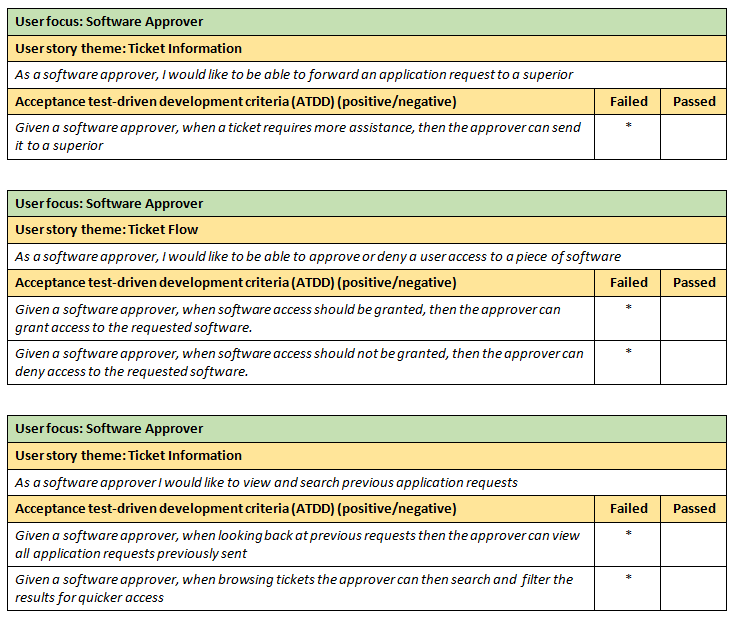 User focus: Software Approver
User story theme: Ticket Information
As a software approver, I would like to be able to forward an application request to a superior
Acceptance test-driven development criteria (ATDD) (positive/negative) Failed Passed
Given a software approver, when a ticket requires more assistance, then the approver can send *
it to a superior
User focus: Software Approver
User story theme: Ticket Flow
As a software approver, I would like to be able to approve or deny a user access to a piece of software
Acceptance test-driven development criteria (ATDD) (positive/negative) Failed Passed
Given a software approver, when software access should be granted, then the approver can *
grant access to the requested software.
Given a software approver, when software access should not be granted, then the approver can *
deny access to the requested software.
User focus: Software Approver
User story theme: Ticket Information
As a software approver I would like to view and search previous application requests
Acceptance test-driven development criteria (ATDD) (positive/negative) Failed Passed
Given a software approver, when looking back at previous requests then the approver can view *
all application requests previously sent
Given a software approver, when browsing tickets the approver can then search and filter the *
results for quicker access